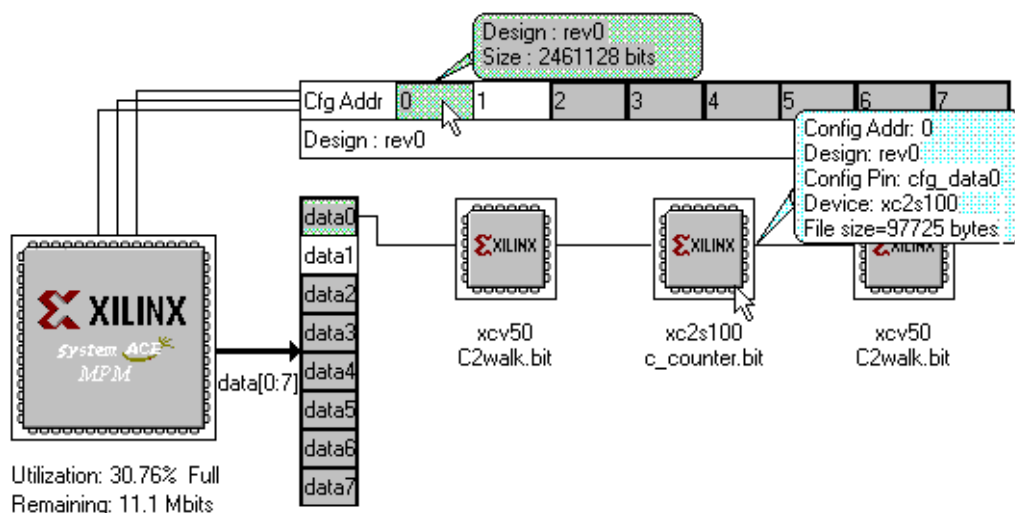 Design : rev0
Size : 2461128 bits
Cfg Addr 0 1 2 3 4 5 6 7
Design : rev0
Config Addr: 0
Design: rev0
Config Pin: cfg_data0
Device: xc2s100
File size=97725 bytes
XILINX
System ACE
MPM
data[0:7]
data0
data1
data2
data3
data4
data5
data6
data7
XILINX
XILINX
XILINX
xcv50
C2walk.bit
xc2s100
c_counter.bit
xcv50
C2walk.bit
Utilization: 30.76% Full
Remaining: 11.1 Mbits